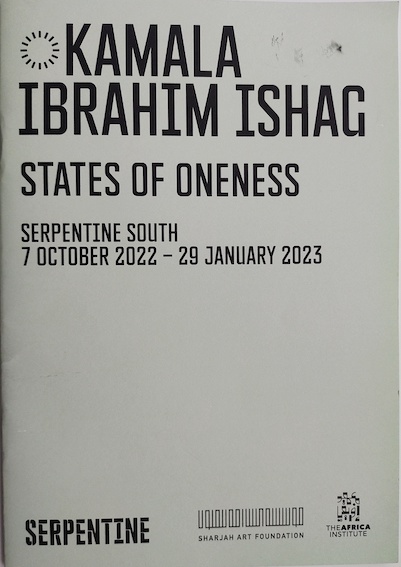 KAMALA
IBRAHIM ISHAG
STATES OF ONENESS
SERPENTINE SOUTH
7 OCTOBER 2022 – 29 JANUARY 2023
SERPENTINE
SHARJAH ART FOUNDATION
THE AFRICA
INSTITUTE